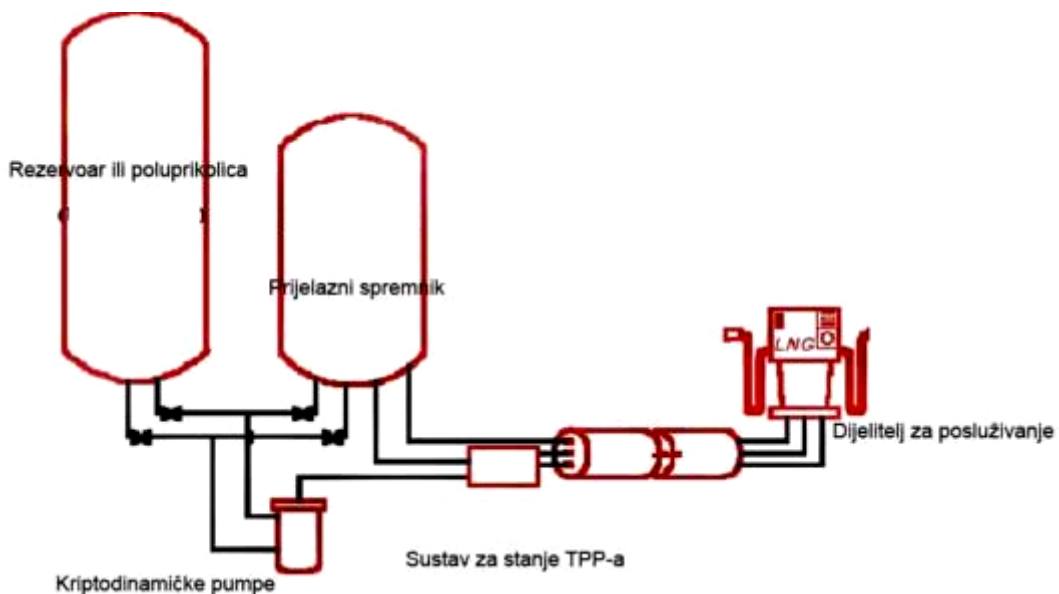 Rezervoar ili poluprikolica
Prijelazni spremnik
LNG
Dijelitelj za posluživanje
Sustav za stanje TPP-a
Kriptodinamičke pumpe